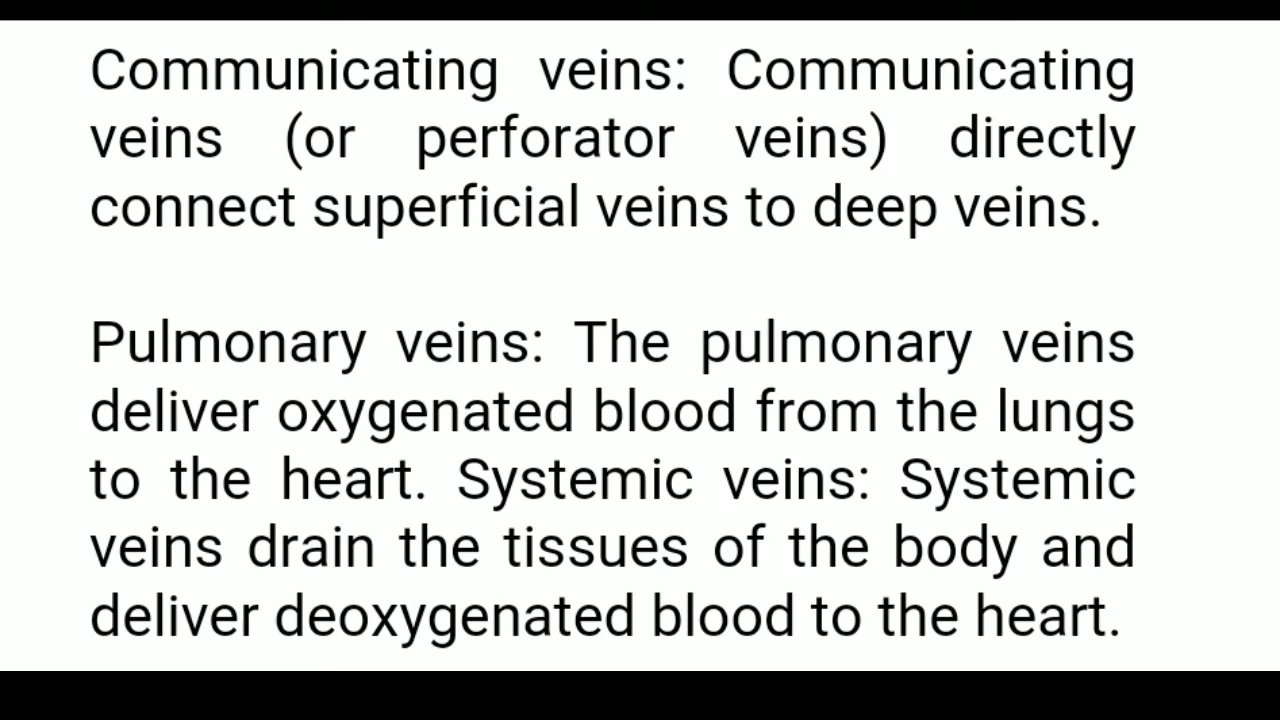 Communicating veins: Communicating
veins (or perforator veins) directly
connect superficial veins to deep veins.
Pulmonary veins: The pulmonary veins
deliver oxygenated blood from the lungs
to the heart. Systemic veins: Systemic
veins drain the tissues of the body and
deliver deoxygenated blood to the heart.